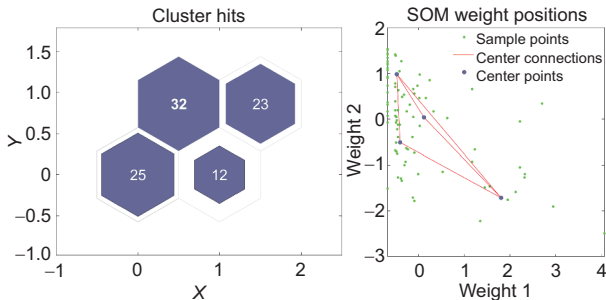 Cluster hits
1.5
1.0
0.5
0
–0.5
–1.0
Y
32
23
25
12
–1
0
1
2
X
SOM weight positions
Sample points
Center connections
Center points
2
1
0
–1
–2
–3
Weight 2
0
1
2
3
4
Weight 1